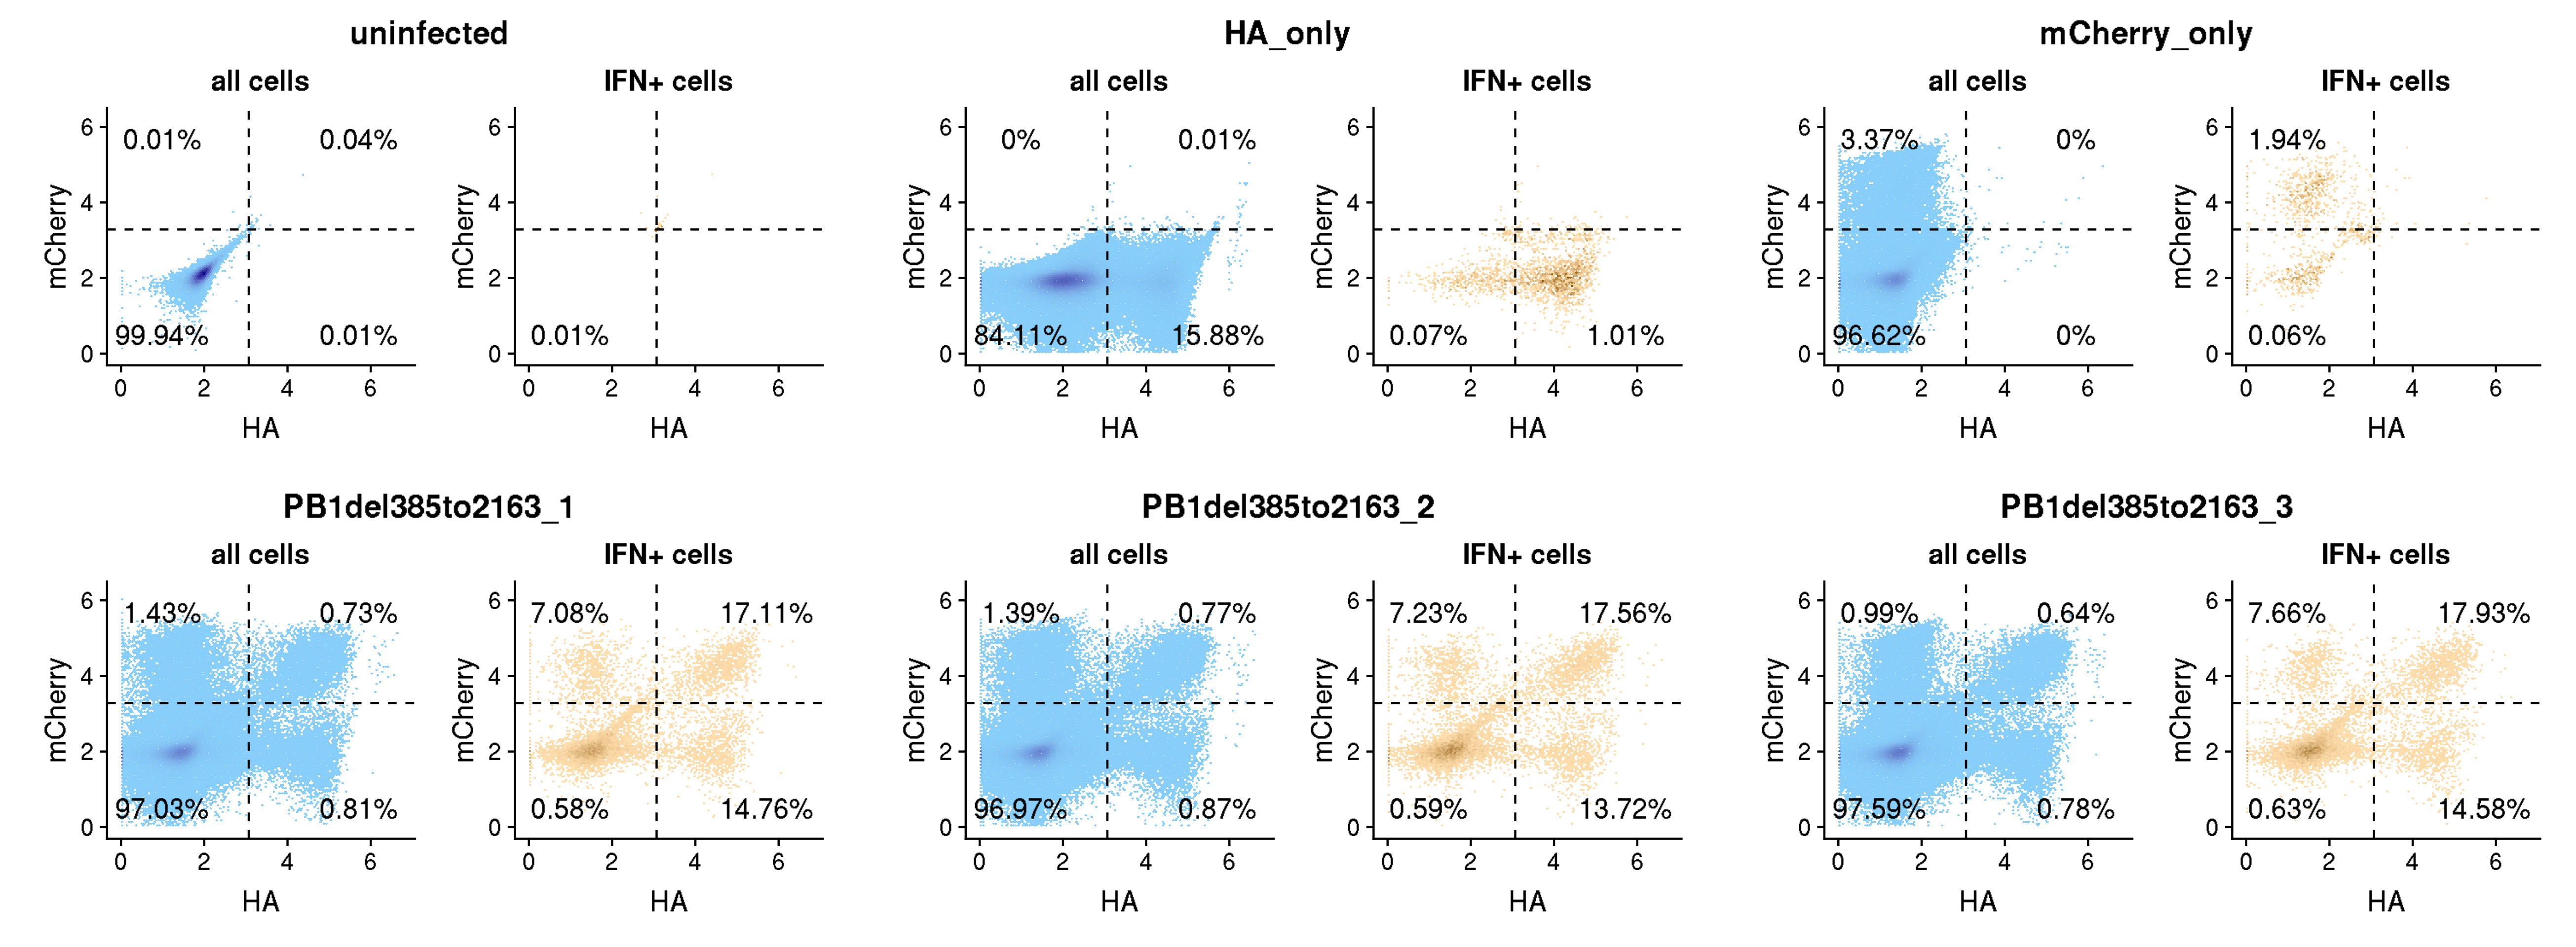 uninfected HA_only mCherry_only
all cells IFN+ cells all cells IFN+ cells all cells IFN+ cells
6 0.01% 0.04% 6 6 0% 0.01% 6 6 3.37% 0% 6 1.94%
mCherry 4 mCherry 4 mCherry 4 mCherry 4 mCherry 4 mCherry 4
2 2 2 2 2 2
99.94% 0.01% 0.01% 84.11% 15.88% 0.07% 1.01% 96.62% 0% 0.06%
0 0 0 0 0 0
0 2 4 6 0 2 4 6 0 2 4 6 0 2 4 6 0 2 4 6 0 2 4 6
HA HA HA HA HA HA
PB1del385to2163_1 PB1del385to2163_2 PB1del385to2163_3
all cells IFN+ cells all cells IFN+ cells all cells IFN+ cells
6 1.43% 0.73% 6 7.08% 17.11% 6 1.39% 0.77% 6 7.23% 17.56% 6 0.99% 0.64% 6 7.66% 17.93%
mCherry 4 mCherry 4 mCherry 4 mCherry 4 mCherry 4 mCherry 4
2 2 2 2 2 2
97.03% 0.81% 0.58% 14.76% 96.97% 0.87% 0.59% 13.72% 97.59% 0.78% 0.63% 14.58%
0 0 0 0 0 0
0 2 4 6 0 2 4 6 0 2 4 6 0 2 4 6 0 2 4 6 0 2 4 6
HA HA HA HA HA HA